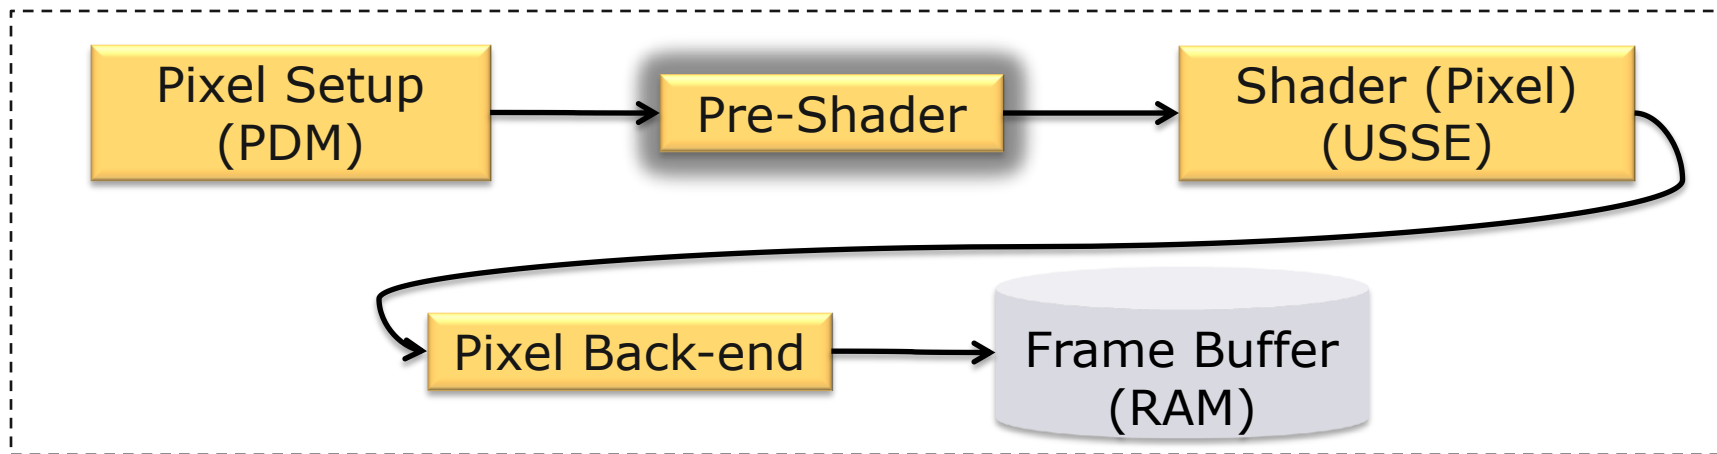 Pixel Setup
(PDM)
Pre-Shader
Shader (Pixel)
(USSE)
Pixel Back-end
Frame Buffer
(RAM)